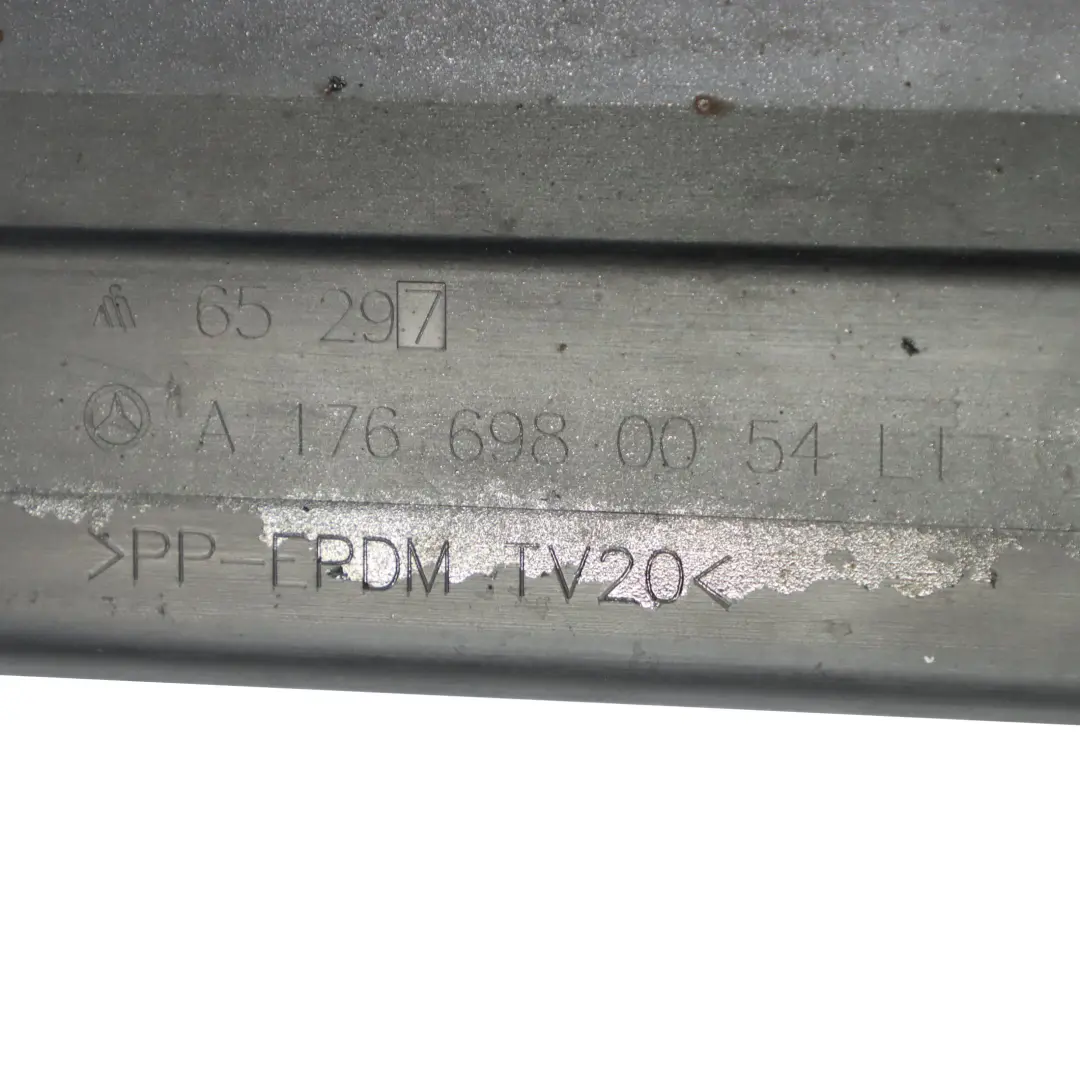 65 297
A 176 698 00 54 LI
>PP-EPDM TV20<